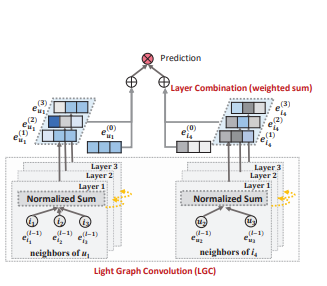 Prediction
Layer Combination (weighted sum)
e_{u_1}^{(3)}
e_{u_1}^{(2)}
e_{u_1}^{(1)}
e_{u_1}^{(0)}
e_{i_4}^{(0)}
e_{i_4}^{(3)}
e_{i_4}^{(2)}
e_{i_4}^{(1)}
Layer 3
Layer 2
Layer 1
Normalized Sum
i_1 i_2 i_3
e_{i_1}^{(l-1)} e_{i_2}^{(l-1)} e_{i_3}^{(l-1)}
neighbors of u_1
Layer 3
Layer 2
Layer 1
Normalized Sum
u_2 u_3
e_{u_2}^{(l-1)} e_{u_3}^{(l-1)}
neighbors of i_4
Light Graph Convolution (LGC)